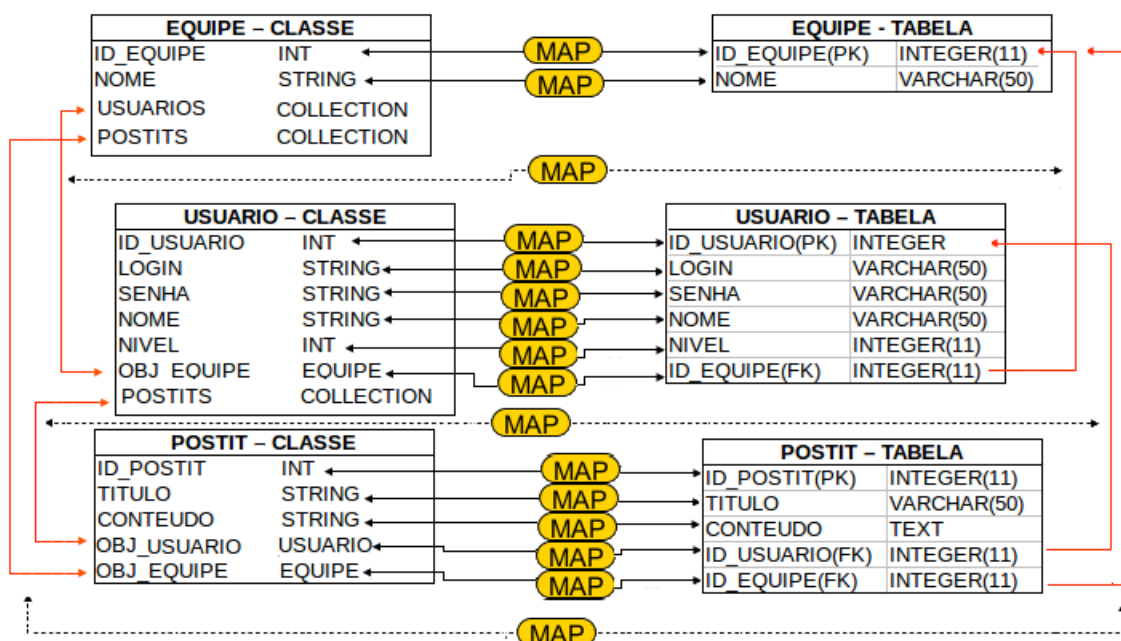 EQUIPE – CLASSE
ID_EQUIPE INT
NOME STRING
USUARIOS COLLECTION
POSTITS COLLECTION
MAP
MAP
EQUIPE - TABELA
ID_EQUIPE(PK) INTEGER(11)
NOME VARCHAR(50)
MAP
USUARIO – CLASSE
ID_USUARIO INT
LOGIN STRING
SENHA STRING
NOME STRING
NIVEL INT
OBJ_EQUIPE EQUIPE
POSTITS COLLECTION
MAP
MAP
MAP
MAP
MAP
MAP
USUARIO – TABELA
ID_USUARIO(PK) INTEGER
LOGIN VARCHAR(50)
SENHA VARCHAR(50)
NOME VARCHAR(50)
NIVEL INTEGER(11)
ID_EQUIPE(FK) INTEGER(11)
MAP
POSTIT – CLASSE
ID_POSTIT INT
TITULO STRING
CONTEUDO STRING
OBJ_USUARIO USUARIO
OBJ_EQUIPE EQUIPE
MAP
MAP
MAP
MAP
MAP
POSTIT – TABELA
ID_POSTIT(PK) INTEGER(11)
TITULO VARCHAR(50)
CONTEUDO TEXT
ID_USUARIO(FK) INTEGER(11)
ID_EQUIPE(FK) INTEGER(11)
MAP